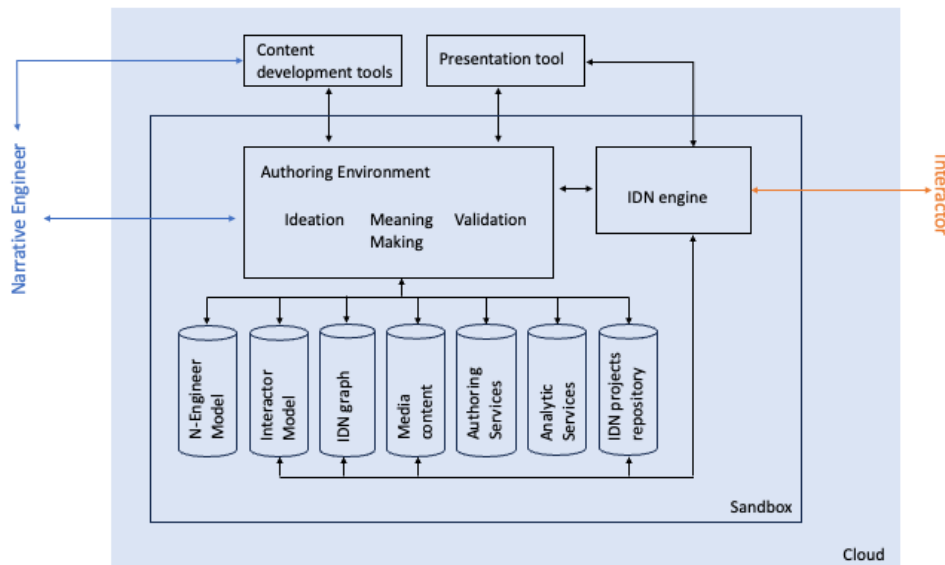 Content
development tools
Presentation tool
Narrative Engineer
Interactor
Authoring Environment
Ideation
Meaning
Making
Validation
IDN engine
N-Engineer
Model
Interactor
Model
IDN graph
Media
content
Authoring
Services
Analytic
Services
IDN projects
repository
Sandbox
Cloud